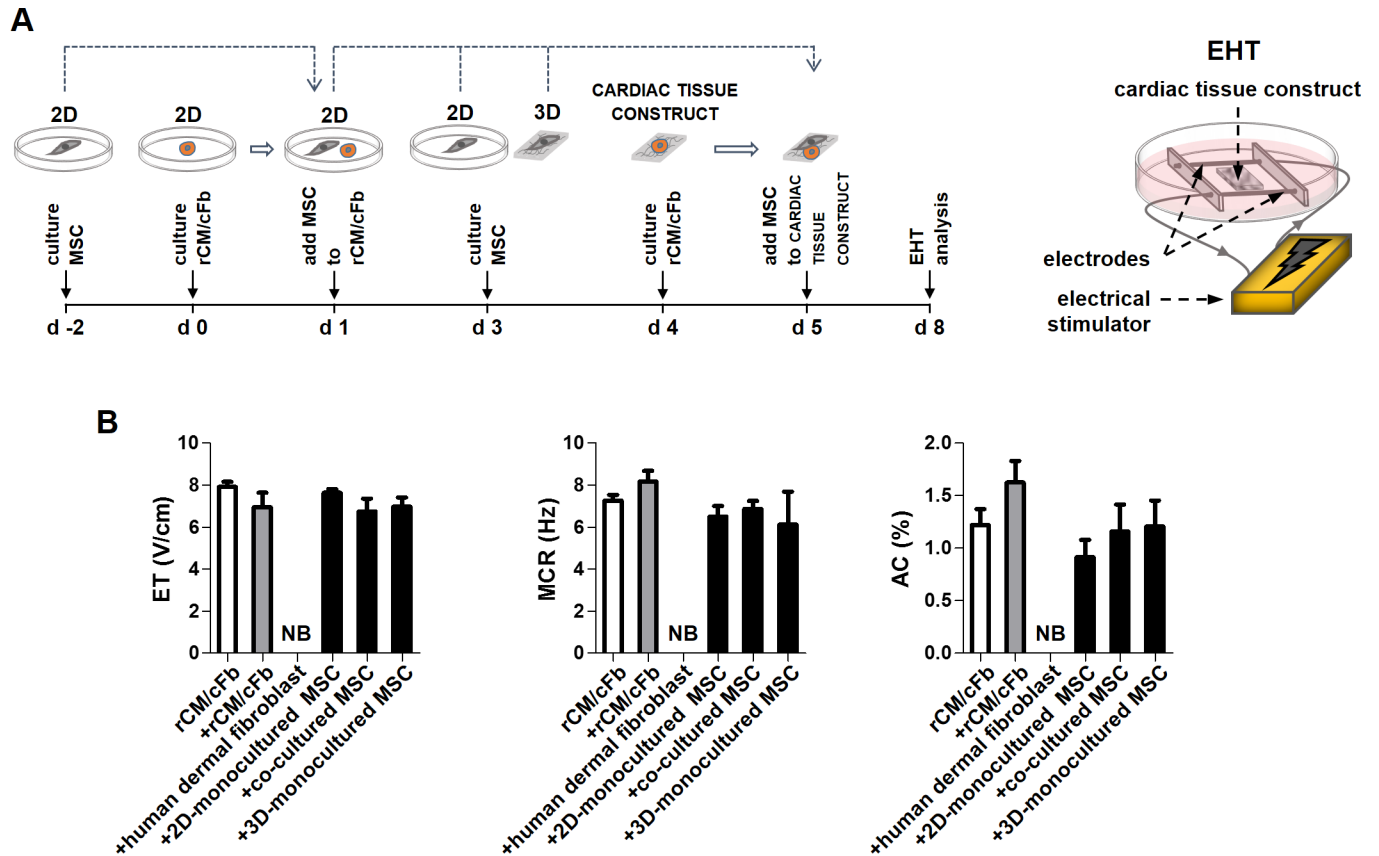 A
2D
2D
2D
2D
3D
CARDIAC TISSUE
CONSTRUCT
culture
MSC
culture
rCM/cFb
add MSC
to
rCM/cFb
culture
MSC
culture
rCM/cFb
add MSC
to CARDIAC
TISSUE
CONSTRUCT
EHT
analysis
d -2
d 0
d 1
d 3
d 4
d 5
d 8
EHT
cardiac tissue construct
electrodes
electrical
stimulator
B
ET (V/cm)
10
8
6
4
2
0
NB
rCM/cFb
+rCM/cFb
+human dermal fibroblast
+2D-monocultured MSC
+co-cultured MSC
+3D-monocultured MSC
MCR (Hz)
10
8
6
4
2
0
NB
rCM/cFb
+rCM/cFb
+human dermal fibroblast
+2D-monocultured MSC
+co-cultured MSC
+3D-monocultured MSC
AC (%)
2.0
1.5
1.0
0.5
0.0
NB
rCM/cFb
+rCM/cFb
+human dermal fibroblast
+2D-monocultured MSC
+co-cultured MSC
+3D-monocultured MSC